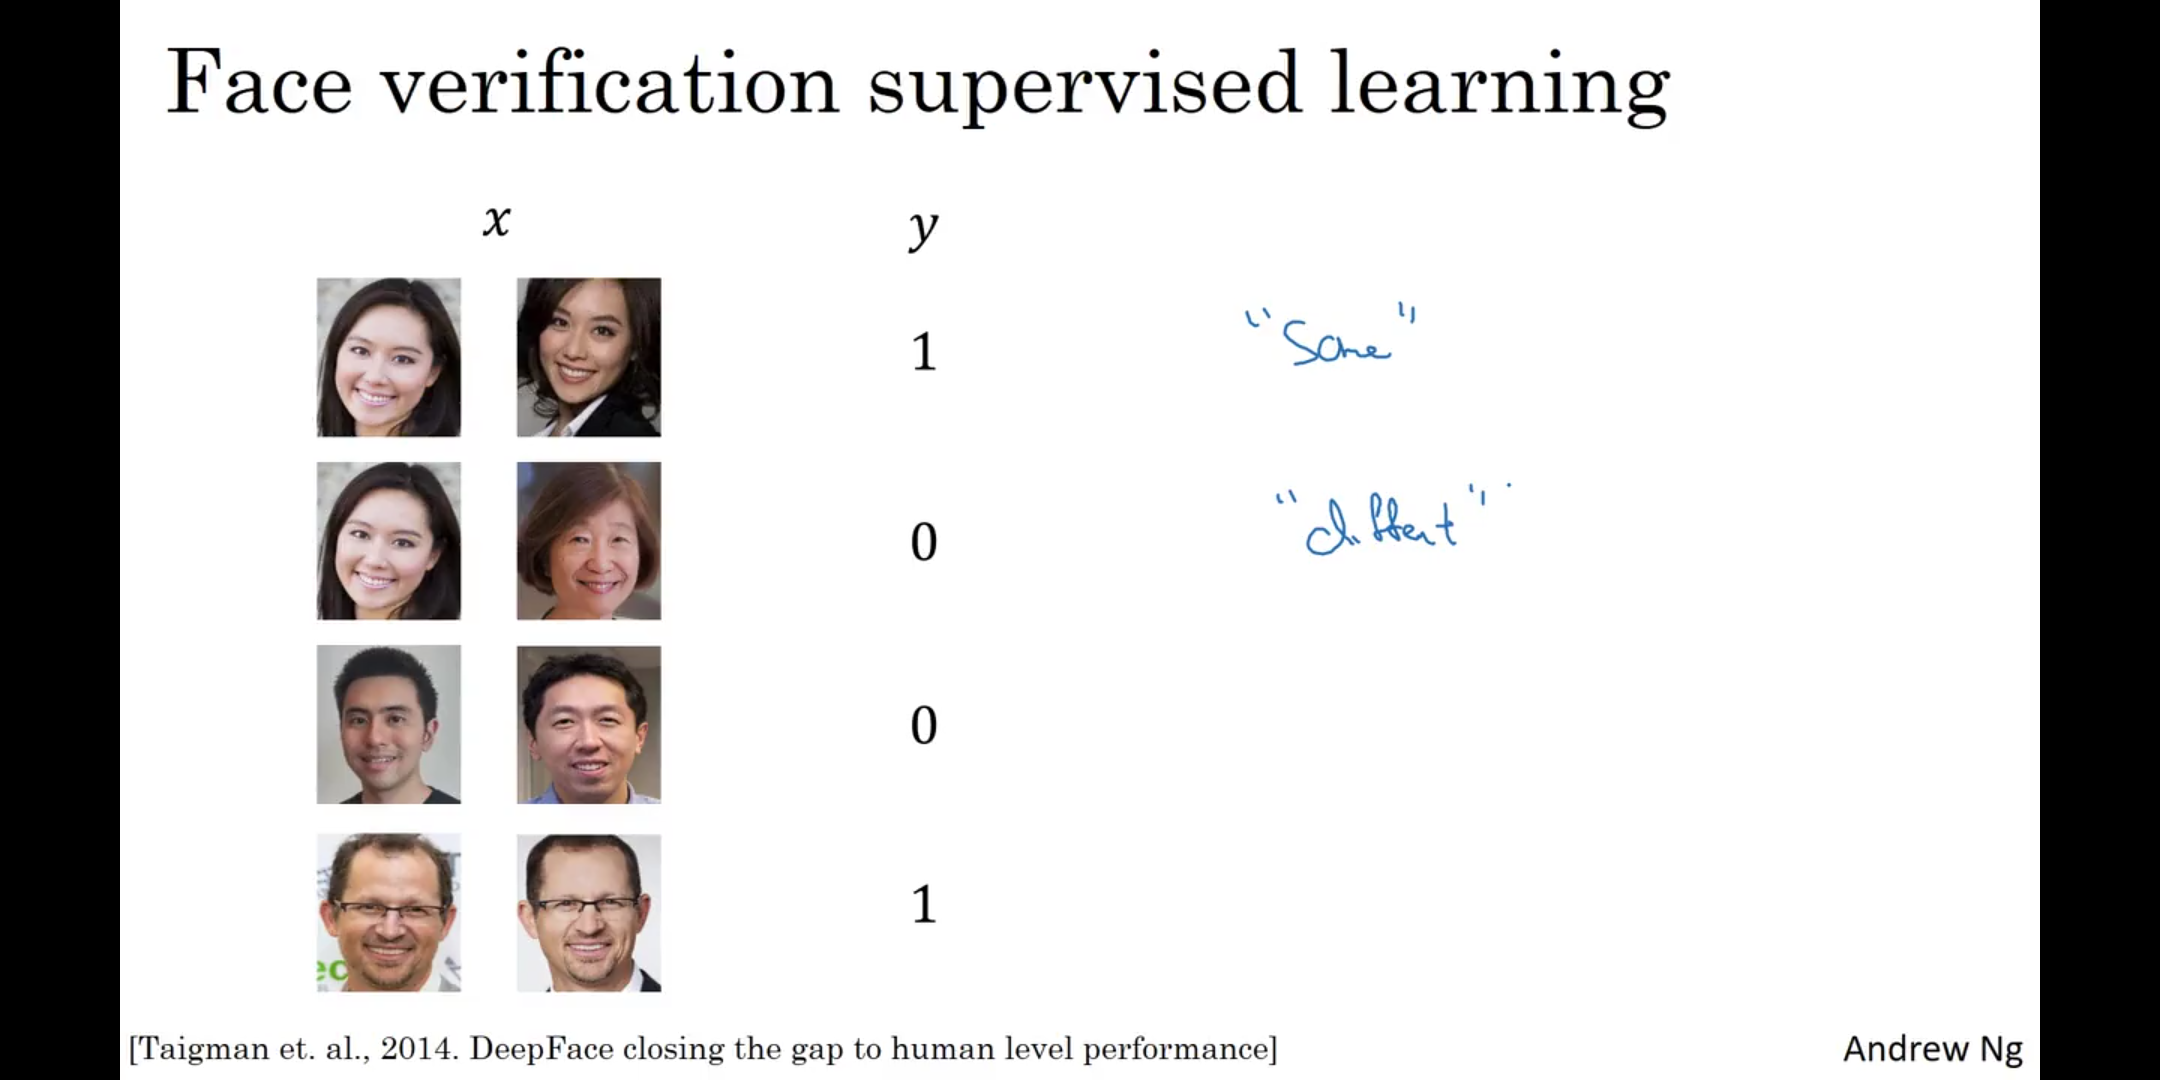 Face verification supervised learning
x y
1 "Same"
0 "different"
0
ec
1
[Taigman et. al., 2014. DeepFace closing the gap to human level performance]
Andrew Ng